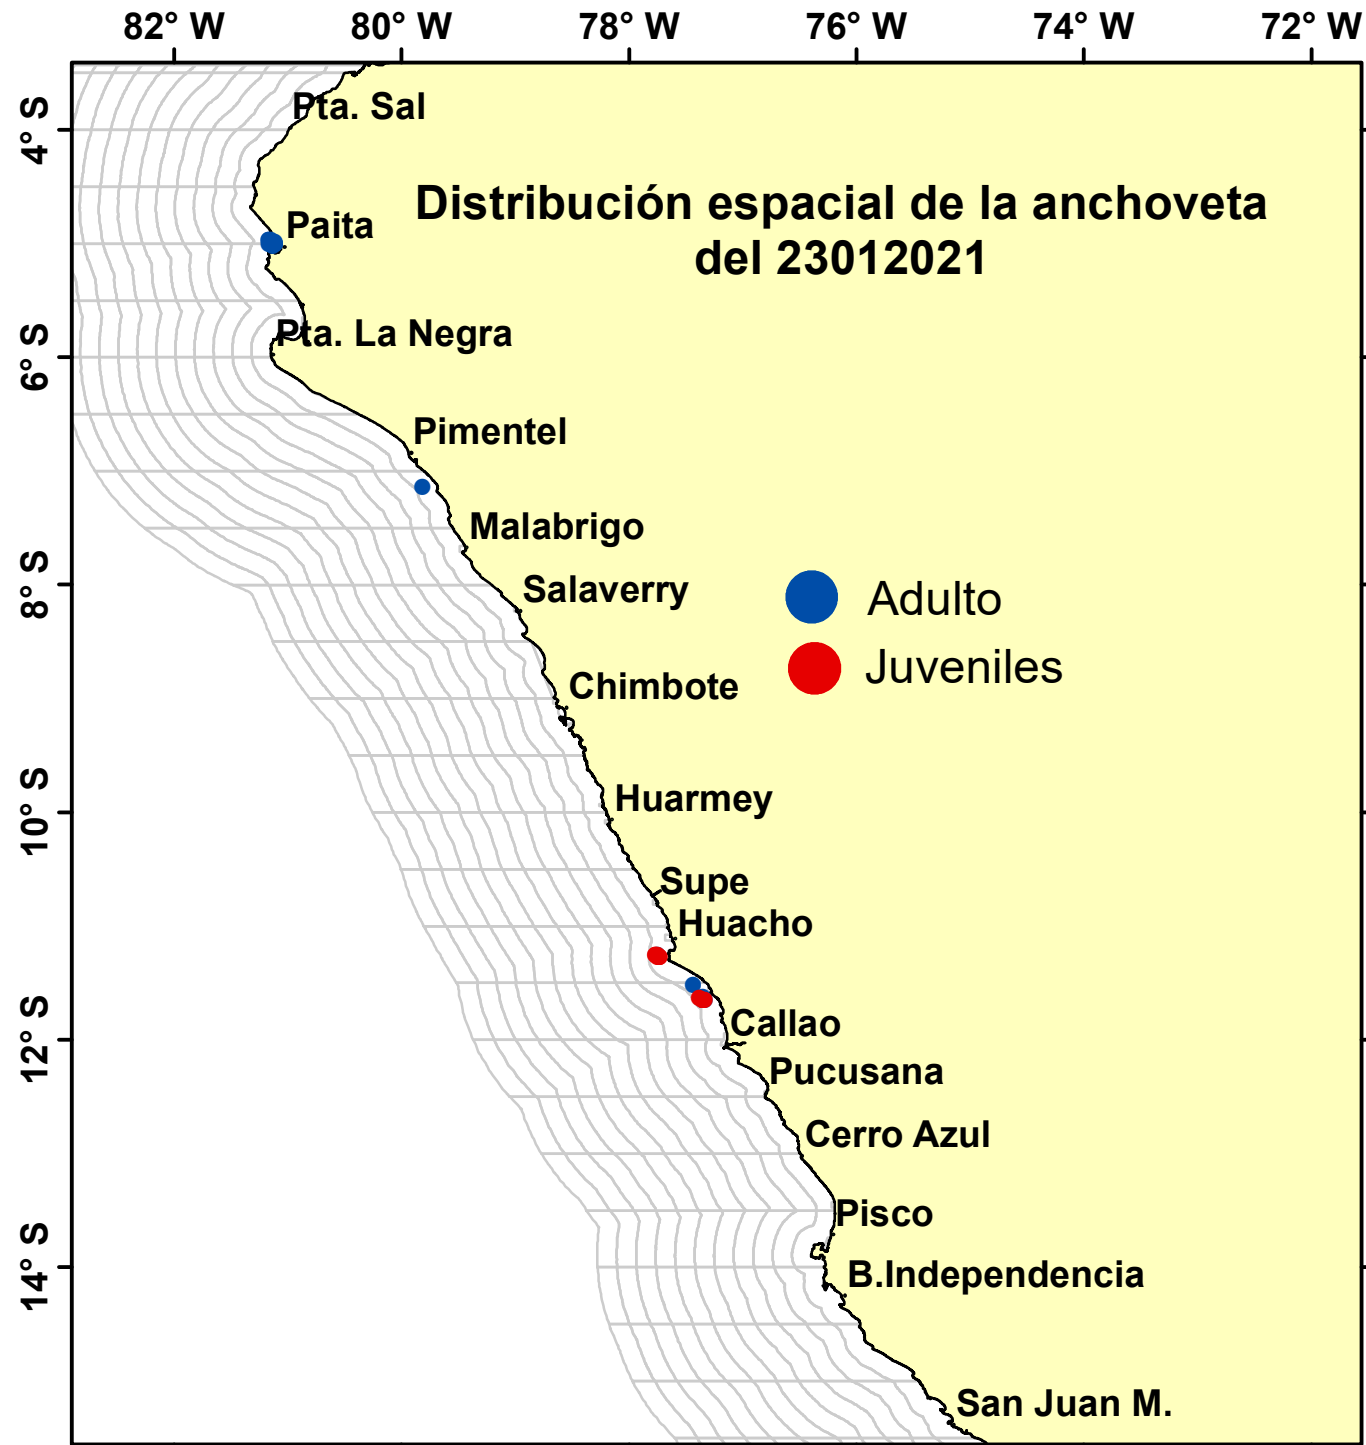 82° W 80° W 78° W 76° W 74° W 72° W
4° S
6° S
8° S
10° S
12° S
14° S
Pta. Sal
Distribución espacial de la anchoveta
del 23012021
Paita
Pta. La Negra
Pimentel
Malabrigo
Salaverry
Adulto
Juveniles
Chimbote
Huarmey
Supe
Huacho
Callao
Pucusana
Cerro Azul
Pisco
B.Independencia
San Juan M.